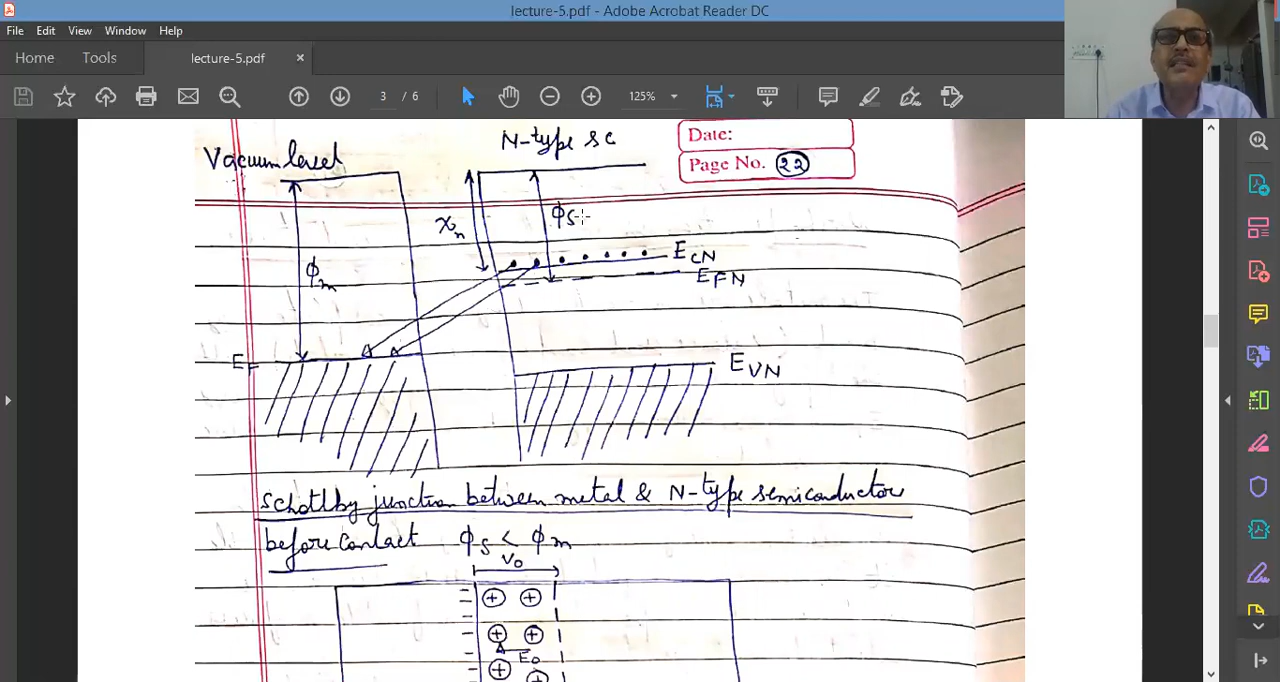 lecture-5.pdf - Adobe Acrobat Reader DC
File Edit View Window Help
Home Tools lecture-5.pdf ×
3 / 6 125%
N-type sc
Date:
Vacuum level
Page No. 22
χn
ϕs
ECN
ϕm
EFN
EF
EVN
Schottby junction between metal & N-type semiconductor
before contact ϕs < ϕm
V0
+ +
+ +
E0
+ +